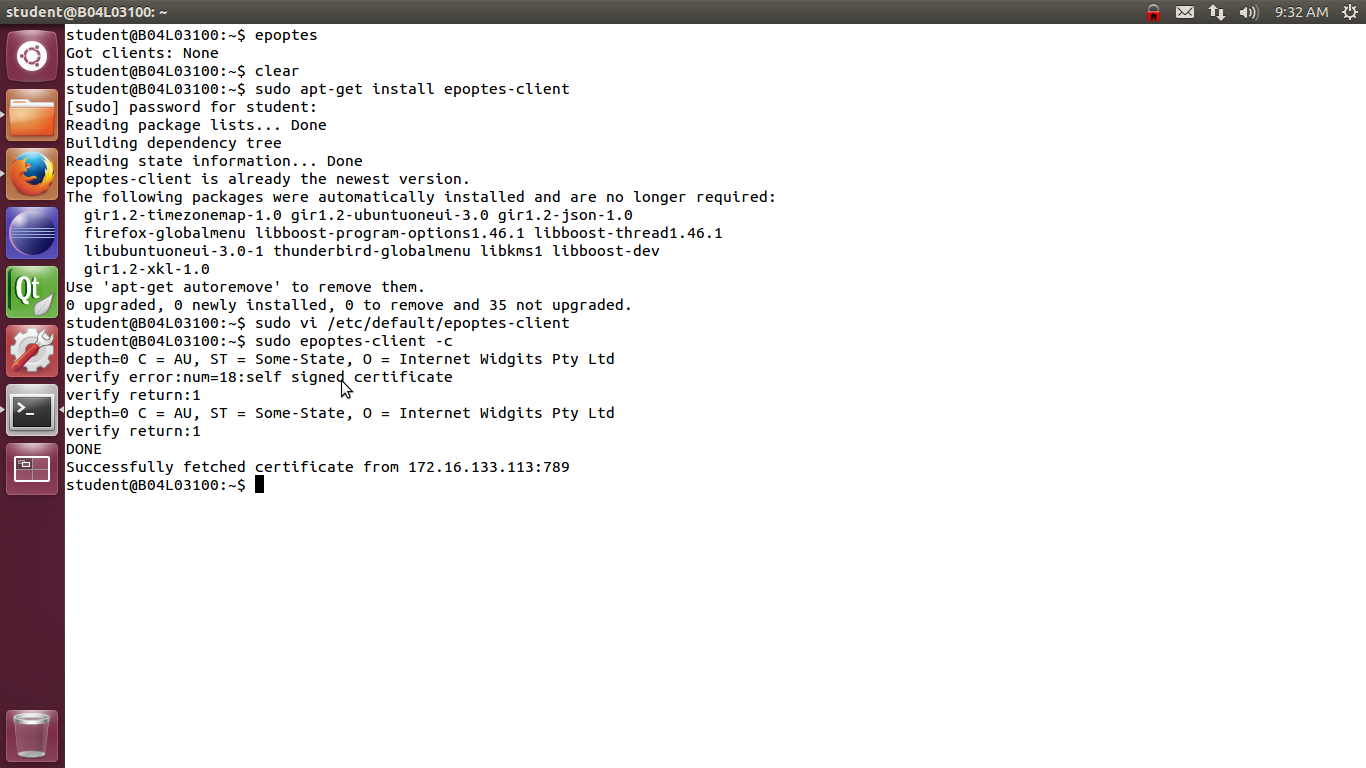 student@B04L03100: ~
9:32 AM
student@B04L03100:~$ epoptes
Got clients: None
student@B04L03100:~$ clear
student@B04L03100:~$ sudo apt-get install epoptes-client
[sudo] password for student:
Reading package lists... Done
Building dependency tree
Reading state information... Done
epoptes-client is already the newest version.
The following packages were automatically installed and are no longer required:
  gir1.2-timezonemap-1.0 gir1.2-ubuntuoneui-3.0 gir1.2-json-1.0
  firefox-globalmenu libboost-program-options1.46.1 libboost-thread1.46.1
  libubuntuoneui-3.0-1 thunderbird-globalmenu libkms1 libboost-dev
  gir1.2-xkl-1.0
Use 'apt-get autoremove' to remove them.
0 upgraded, 0 newly installed, 0 to remove and 35 not upgraded.
student@B04L03100:~$ sudo vi /etc/default/epoptes-client
student@B04L03100:~$ sudo epoptes-client -c
depth=0 C = AU, ST = Some-State, O = Internet Widgits Pty Ltd
verify error:num=18:self signed certificate
verify return:1
depth=0 C = AU, ST = Some-State, O = Internet Widgits Pty Ltd
verify return:1
DONE
Successfully fetched certificate from 172.16.133.113:789
student@B04L03100:~$
Qt
>_